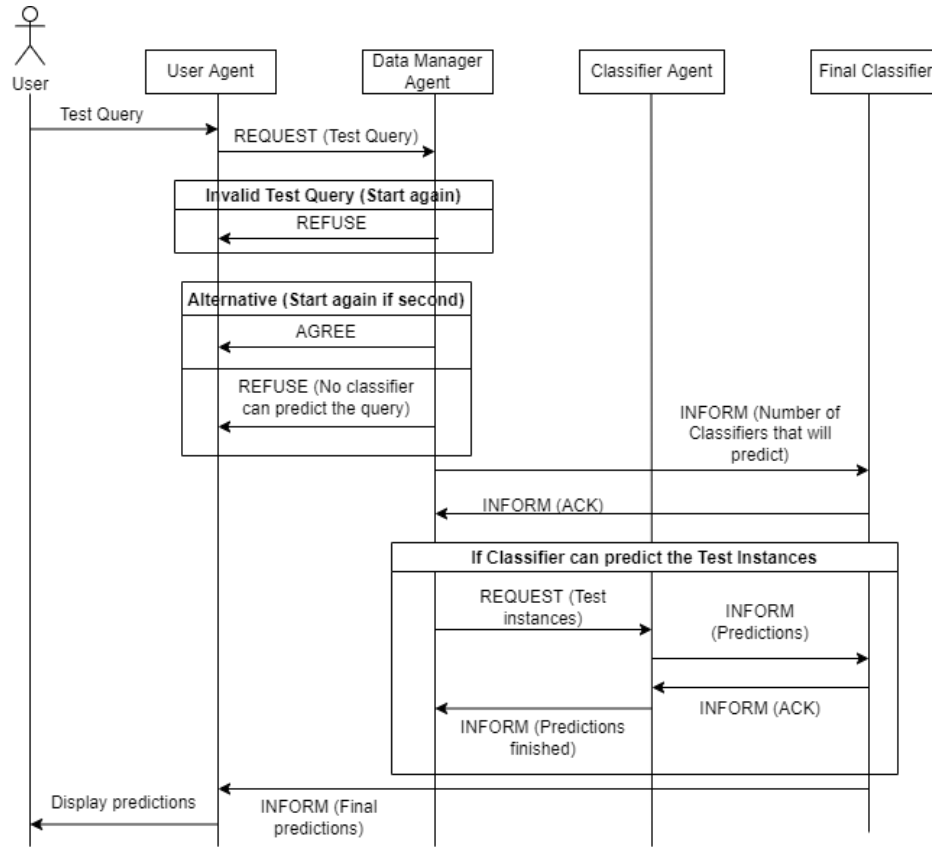 User
User Agent
Data Manager
Agent
Classifier Agent
Final Classifier
Test Query
REQUEST (Test Query)
Invalid Test Query (Start again)
REFUSE
Alternative (Start again if second)
AGREE
REFUSE (No classifier
can predict the query)
INFORM (Number of
Classifiers that will
predict)
INFORM (ACK)
If Classifier can predict the Test Instances
REQUEST (Test
instances)
INFORM
(Predictions)
INFORM (ACK)
INFORM (Predictions
finished)
Display predictions
INFORM (Final
predictions)